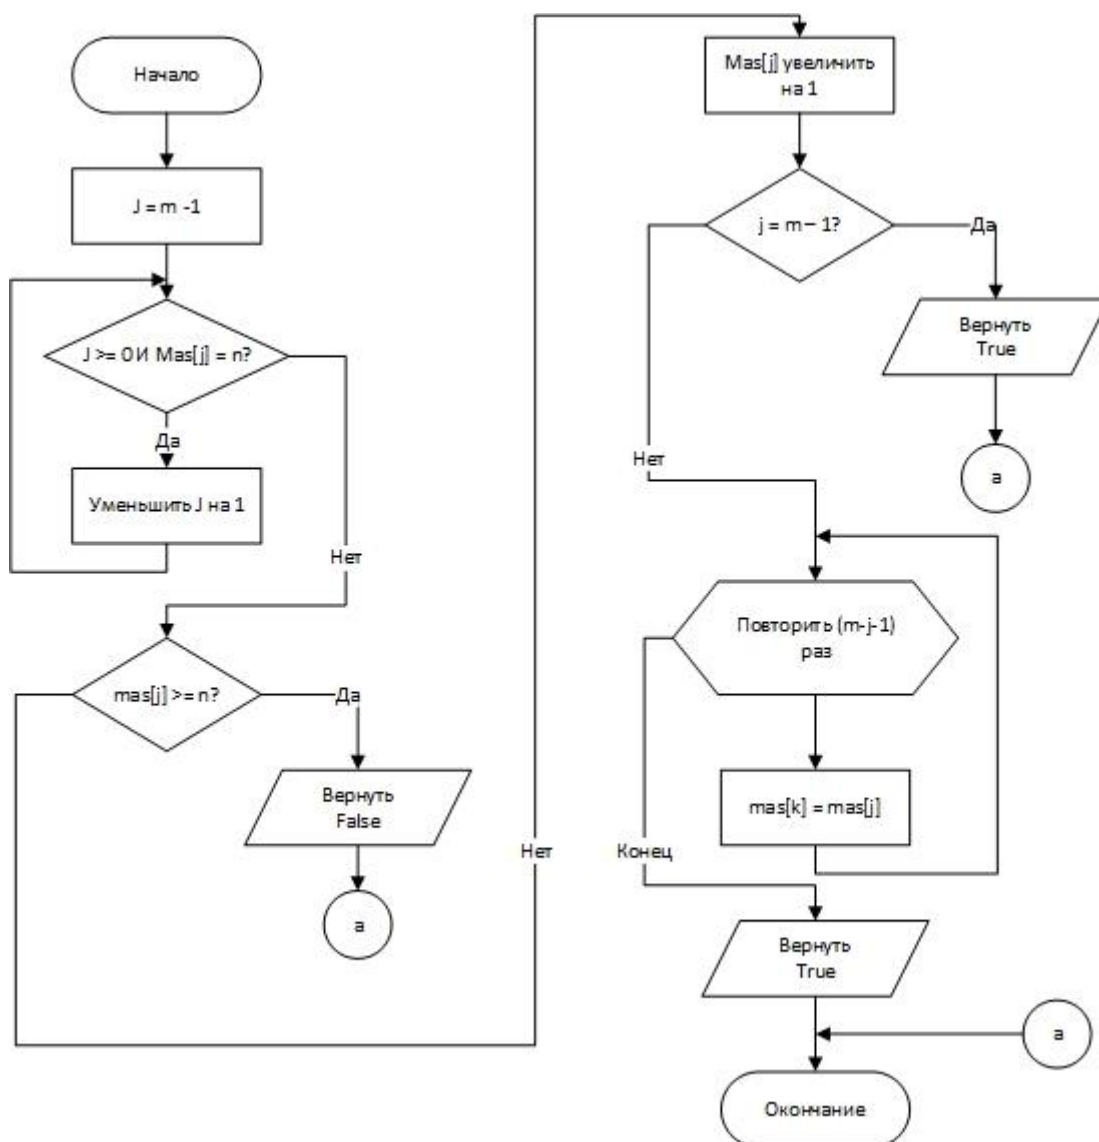 Начало
J = m -1
J >= 0И Mas[j] = n?
Да
Уменьшить J на 1
Нет
mas[j] >= n?
Да
Вернуть
False
a
Нет
Mas[j] увеличить
на 1
j = m – 1?
Да
Вернуть
True
a
Нет
Повторить (m-j-1)
раз
mas[k] = mas[j]
Конец
Вернуть
True
a
Окончание